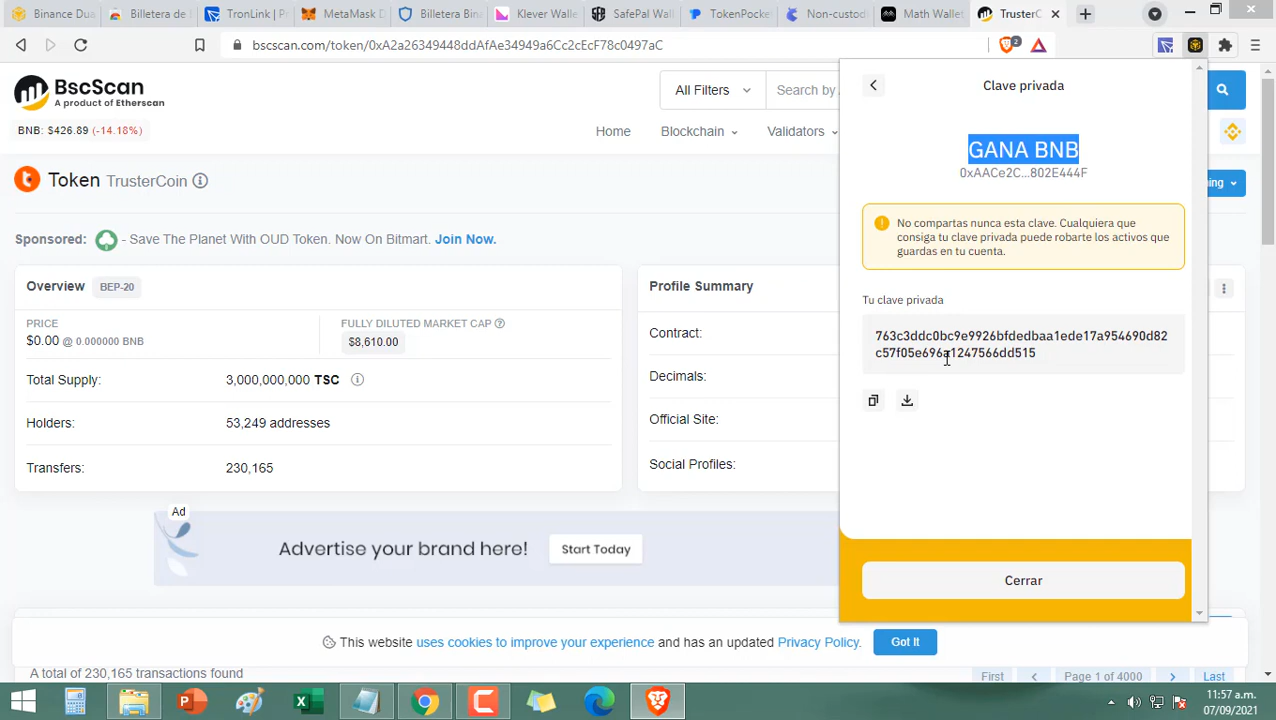 Binance Dua
Billetera de
TronLink | P
MetaMask D
Billetera Bin
Klever Walle
SafePal Wall
TokenPocke
Non-custod
Math Wallet
TrusterC
bscscan.com/token/0xA2a26349448ddAfAe34949a6Cc2cEcF78c0497aC
2
BscScan
A product of Etherscan
BNB: $426.89 (-14.18%)
All Filters
Search by
Home
Blockchain
Validators
Token TrusterCoin
Sponsored: - Save The Planet With OUD Token. Now On Bitmart. Join Now.
Overview BEP-20
PRICE
$0.00 @ 0.000000 BNB
FULLY DILUTED MARKET CAP
$8,610.00
Total Supply: 3,000,000,000 TSC
Holders: 53,249 addresses
Transfers: 230,165
Profile Summary
Contract:
Decimals:
Official Site:
Social Profiles:
Ad
Advertise your brand here!
Start Today
Clave privada
GANA BNB
0xAACe2C...802E444F
No compartas nunca esta clave. Cualquiera que
consiga tu clave privada puede robarte los activos que
guardas en tu cuenta.
Tu clave privada
763c3ddc0bc9e9926bfdedbaa1ede17a954690d82
c57f05e696a1247566dd515
Cerrar
This website uses cookies to improve your experience and has an updated Privacy Policy.
Got It
A total of 230,165 transactions found
First
Page 1 of 4000
Last
11:57 a.m.
07/09/2021